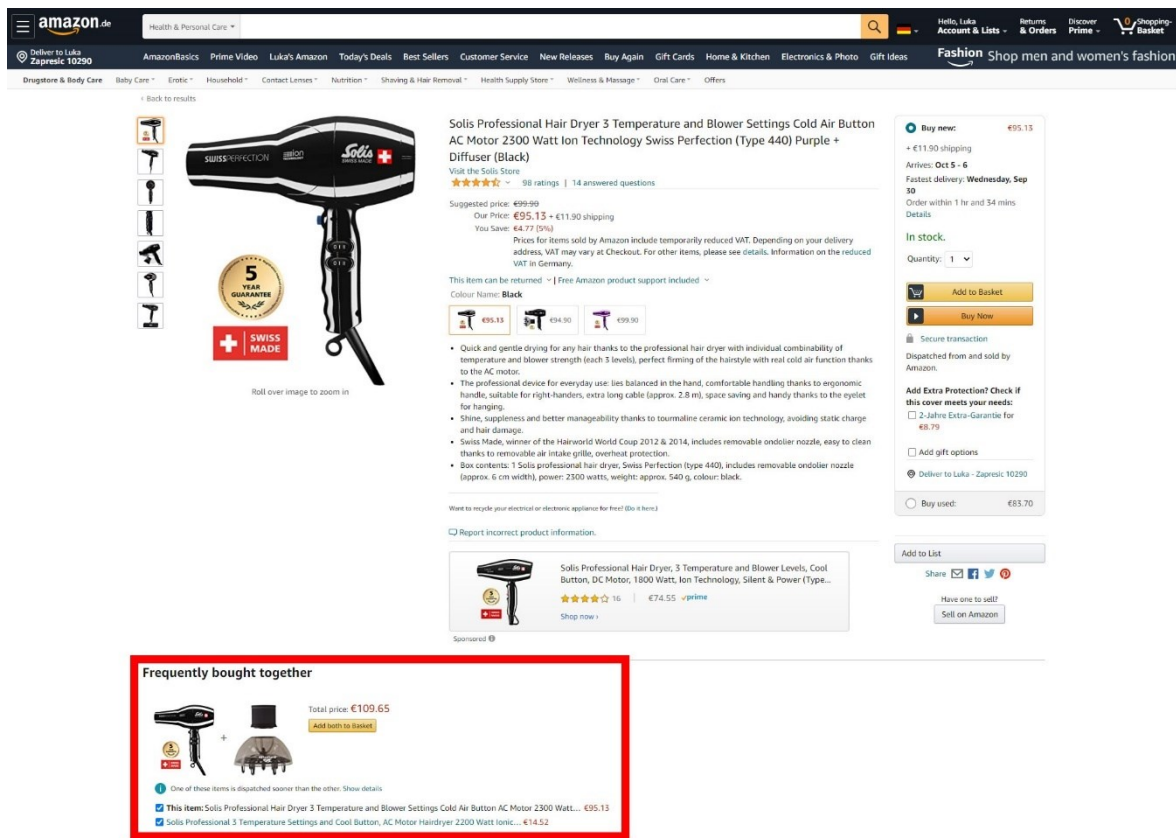 amazon.de
Health & Personal Care
Hello, Luka
Account & Lists
Returns
& Orders
Discover
Prime
0
Shopping-
Basket
Deliver to Luka
Zapresic 10290
AmazonBasics Prime Video Luka's Amazon Today's Deals Best Sellers Customer Service New Releases Buy Again Gift Cards Home & Kitchen Electronics & Photo Gift Ideas
Fashion Shop men and women's fashion
Drugstore & Body Care Baby Care Erotic Household Contact Lenses Nutrition Shaving & Hair Removal Health Supply Store Wellness & Massage Oral Care Offers
‹ Back to results
SWISS PERFECTION ion TECHNOLOGY Solis SWISS MADE
5
YEAR
GUARANTEE
SWISS
MADE
Roll over image to zoom in
Solis Professional Hair Dryer 3 Temperature and Blower Settings Cold Air Button
AC Motor 2300 Watt Ion Technology Swiss Perfection (Type 440) Purple +
Diffuser (Black)
Visit the Solis Store
98 ratings | 14 answered questions
Suggested price: €99.90
Our Price: €95.13 + €11.90 shipping
You Save: €4.77 (5%)
Prices for items sold by Amazon include temporarily reduced VAT. Depending on your delivery
address, VAT may vary at Checkout. For other items, please see details. Information on the reduced
VAT in Germany.
This item can be returned | Free Amazon product support included
Colour Name: Black
€95.13 €94.90 €99.90
• Quick and gentle drying for any hair thanks to the professional hair dryer with individual combinability of
temperature and blower strength (each 3 levels), perfect firming of the hairstyle with real cold air function thanks
to the AC motor.
• The professional device for everyday use: lies balanced in the hand, comfortable handling thanks to ergonomic
handle, suitable for right-handers, extra long cable (approx. 2.8 m), space saving and handy thanks to the eyelet
for hanging.
• Shine, suppleness and better manageability thanks to tourmaline ceramic ion technology, avoiding static charge
and hair damage.
• Swiss Made, winner of the Hairworld World Coup 2012 & 2014, includes removable ondolier nozzle, easy to clean
thanks to removable air intake grille, overheat protection.
• Box contents: 1 Solis professional hair dryer, Swiss Perfection (type 440), includes removable ondolier nozzle
(approx. 6 cm width), power: 2300 watts, weight: approx. 540 g, colour: black.
Want to recycle your electrical or electronic appliance for free? (Do it here.)
Report incorrect product information.
Solis Professional Hair Dryer, 3 Temperature and Blower Levels, Cool
Button, DC Motor, 1800 Watt, Ion Technology, Silent & Power (Type...
16 | €74.55 prime
Shop now ›
Sponsored
Buy new: €95.13
+ €11.90 shipping
Arrives: Oct 5 - 6
Fastest delivery: Wednesday, Sep
30
Order within 1 hr and 34 mins
Details
In stock.
Quantity: 1
Add to Basket
Buy Now
Secure transaction
Dispatched from and sold by
Amazon.
Add Extra Protection? Check if
this cover meets your needs:
2-Jahre Extra-Garantie for
€8.79
Add gift options
Deliver to Luka - Zapresic 10290
Buy used: €83.70
Add to List
Share
Have one to sell?
Sell on Amazon
Frequently bought together
Total price: €109.65
Add both to Basket
One of these items is dispatched sooner than the other. Show details
This item: Solis Professional Hair Dryer 3 Temperature and Blower Settings Cold Air Button AC Motor 2300 Watt... €95.13
Solis Professional 3 Temperature Settings and Cool Button, AC Motor Hairdryer 2200 Watt Ionic... €14.52